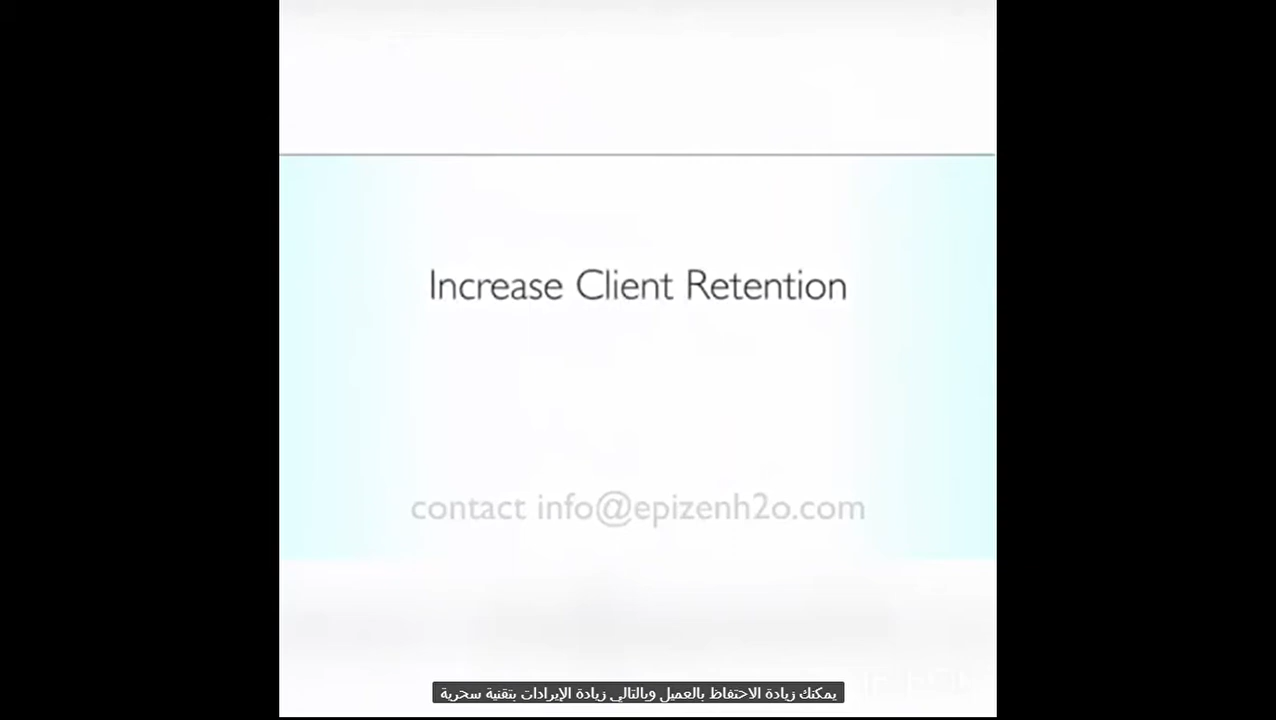 Increase Client Retention
contact info@epizenh2o.com
يمكنك زيادة الاحتفاظ بالعميل وبالتالي زيادة الإيرادات بتقنية سحرية